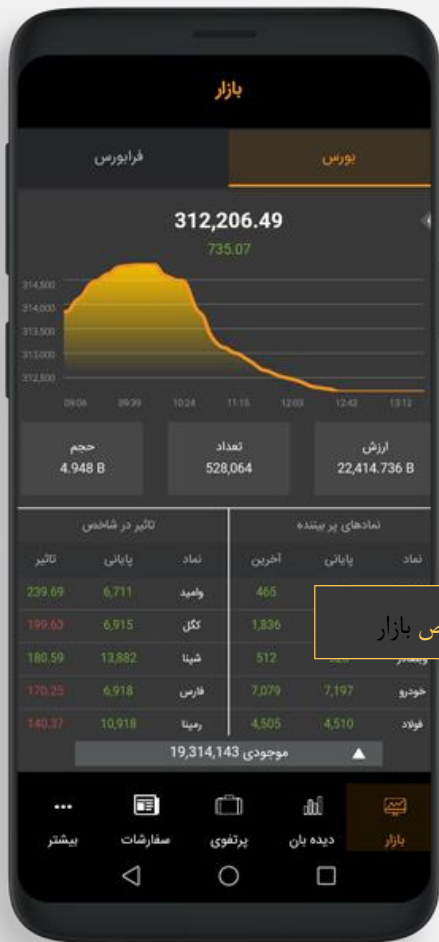 بازار
بورس
فرابورس
312,206.49
735.07
314,500
314,000
313,500
313,000
312,500
09:06 09:39 10:24 11:15 12:03 12:42 13:12
ارزش تعداد حجم
22,414.736 B 528,064 4.948 B
نمادهای پر بیننده تاثیر در شاخص
نماد پایانی آخرین نماد پایانی تاثیر
465 وامید 6,711 239.69
1,836 کگل 6,915 199.63
512 شپنا 13,882 180.59
خودرو 7,197 7,079 فارس 6,918 170.25
فولاد 4,510 4,505 رمپنا 10,918 140.37
بازار
موجودی 19,314,143
بازار دیده بان پرتفوی سفارشات بیشتر